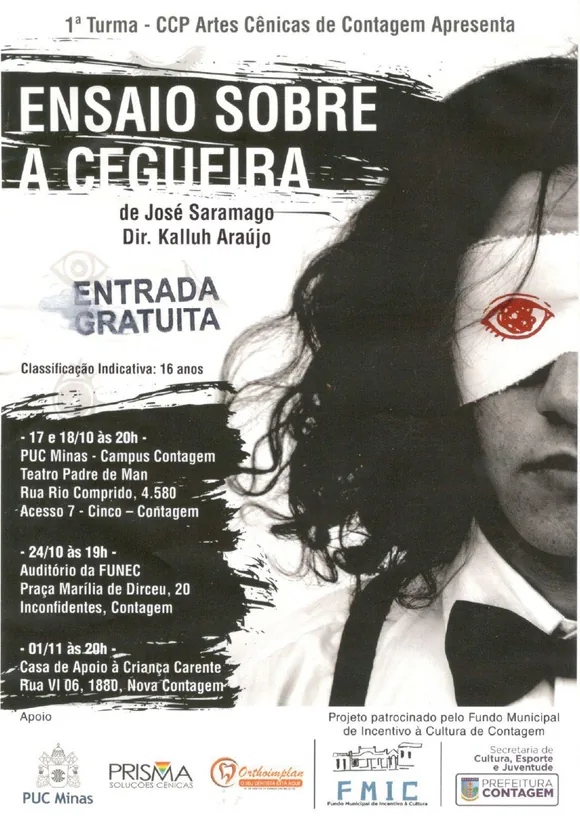 1ª Turma - CCP Artes Cênicas de Contagem Apresenta
ENSAIO SOBRE
A CEGUEIRA
de José Saramago
Dir. Kalluh Araújo
ENTRADA
GRATUITA
Classificação Indicativa: 16 anos
- 17 e 18/10 às 20h -
PUC Minas - Campus Contagem
Teatro Padre de Man
Rua Rio Comprido, 4.580
Acesso 7 - Cinco – Contagem
- 24/10 às 19h -
Auditório da FUNEC
Praça Marília de Dirceu, 20
Inconfidentes, Contagem
- 01/11 às 20h -
Casa de Apoio à Criança Carente
Rua VI 06, 1880, Nova Contagem
Apoio
Projeto patrocinado pelo Fundo Municipal
de Incentivo à Cultura de Contagem
PUC Minas
PRISMA
SOLUÇÕES CÊNICAS
Orthoimplan
O SEU DENTISTA ESTÁ AQUI!
FMIC
Fundo Municipal de Incentivo à Cultura
Secretaria de
Cultura, Esporte
e Juventude
PREFEITURA
CONTAGEM